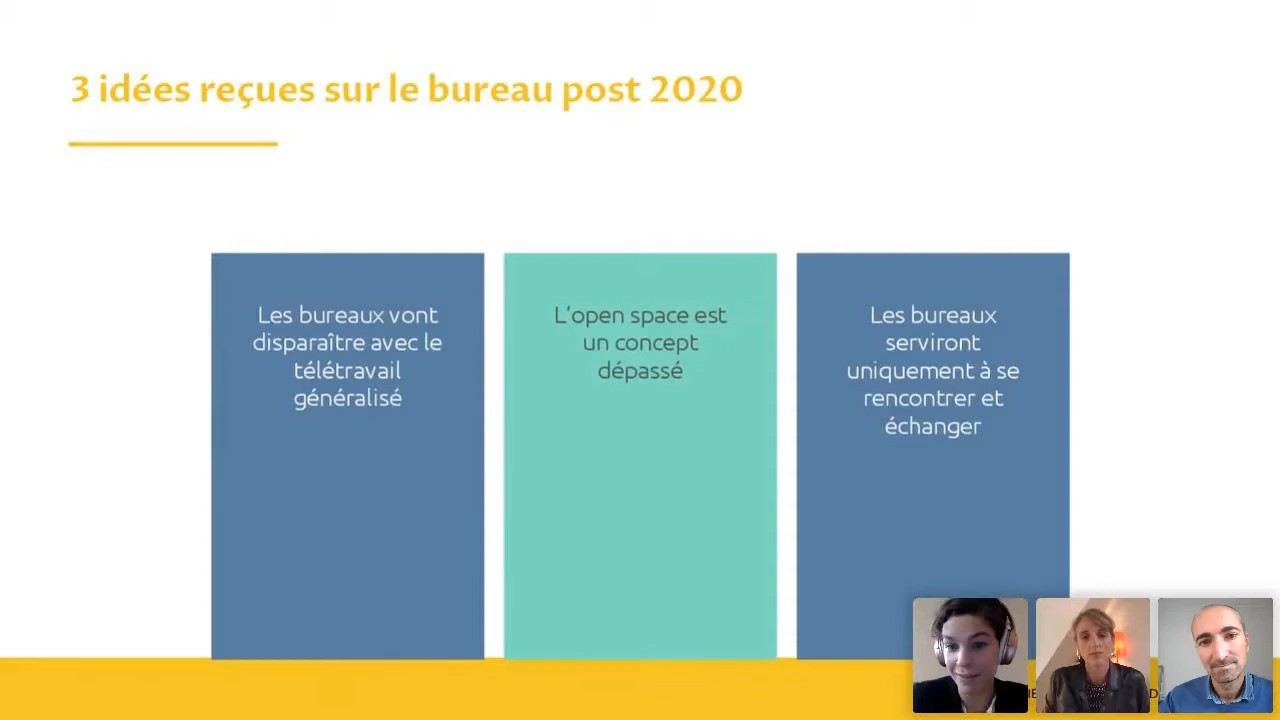 3 idées reçues sur le bureau post 2020
Les bureaux vont
disparaître avec le
télétravail
généralisé
L'open space est
un concept
dépassé
Les bureaux
serviront
uniquement à se
rencontrer et
échanger